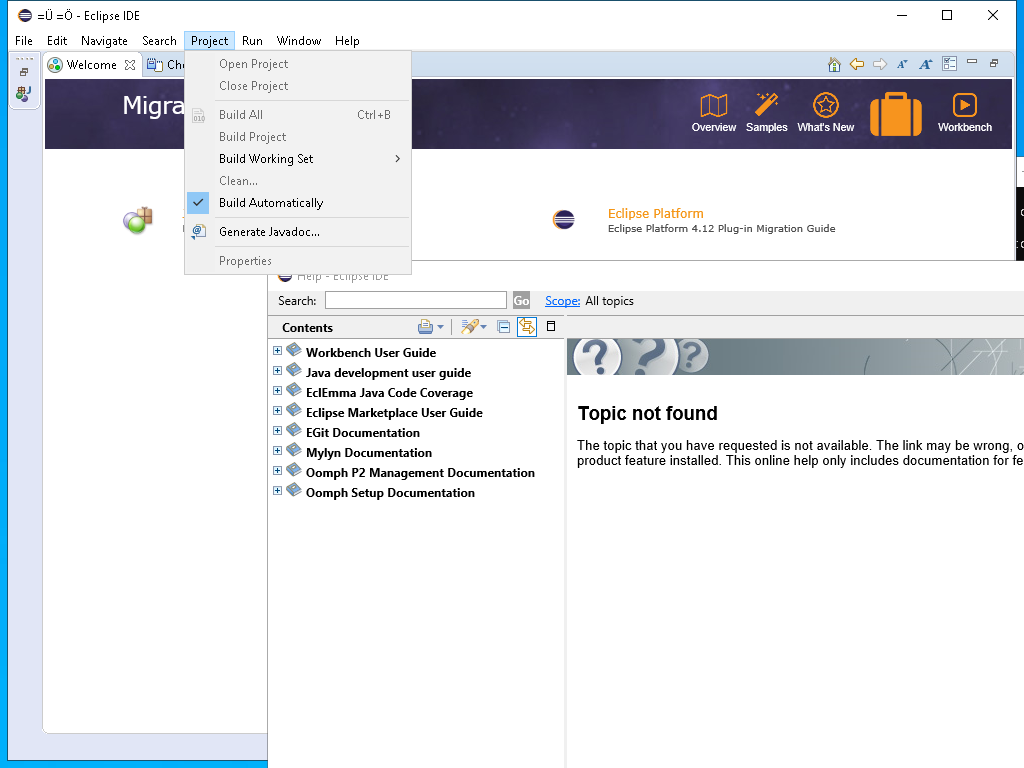 =Ü =Ö - Eclipse IDE
File Edit Navigate Search Project Run Window Help
Welcome
Open Project
Close Project
Build All Ctrl+B
Build Project
Build Working Set
Clean...
Build Automatically
Generate Javadoc...
Properties
Overview Samples What's New Workbench
Eclipse Platform
Eclipse Platform 4.12 Plug-in Migration Guide
Help - Eclipse IDE
Search: Go Scope: All topics
Contents
Workbench User Guide
Java development user guide
EclEmma Java Code Coverage
Eclipse Marketplace User Guide
EGit Documentation
Mylyn Documentation
Oomph P2 Management Documentation
Oomph Setup Documentation
Topic not found
The topic that you have requested is not available. The link may be wrong, o
product feature installed. This online help only includes documentation for fe